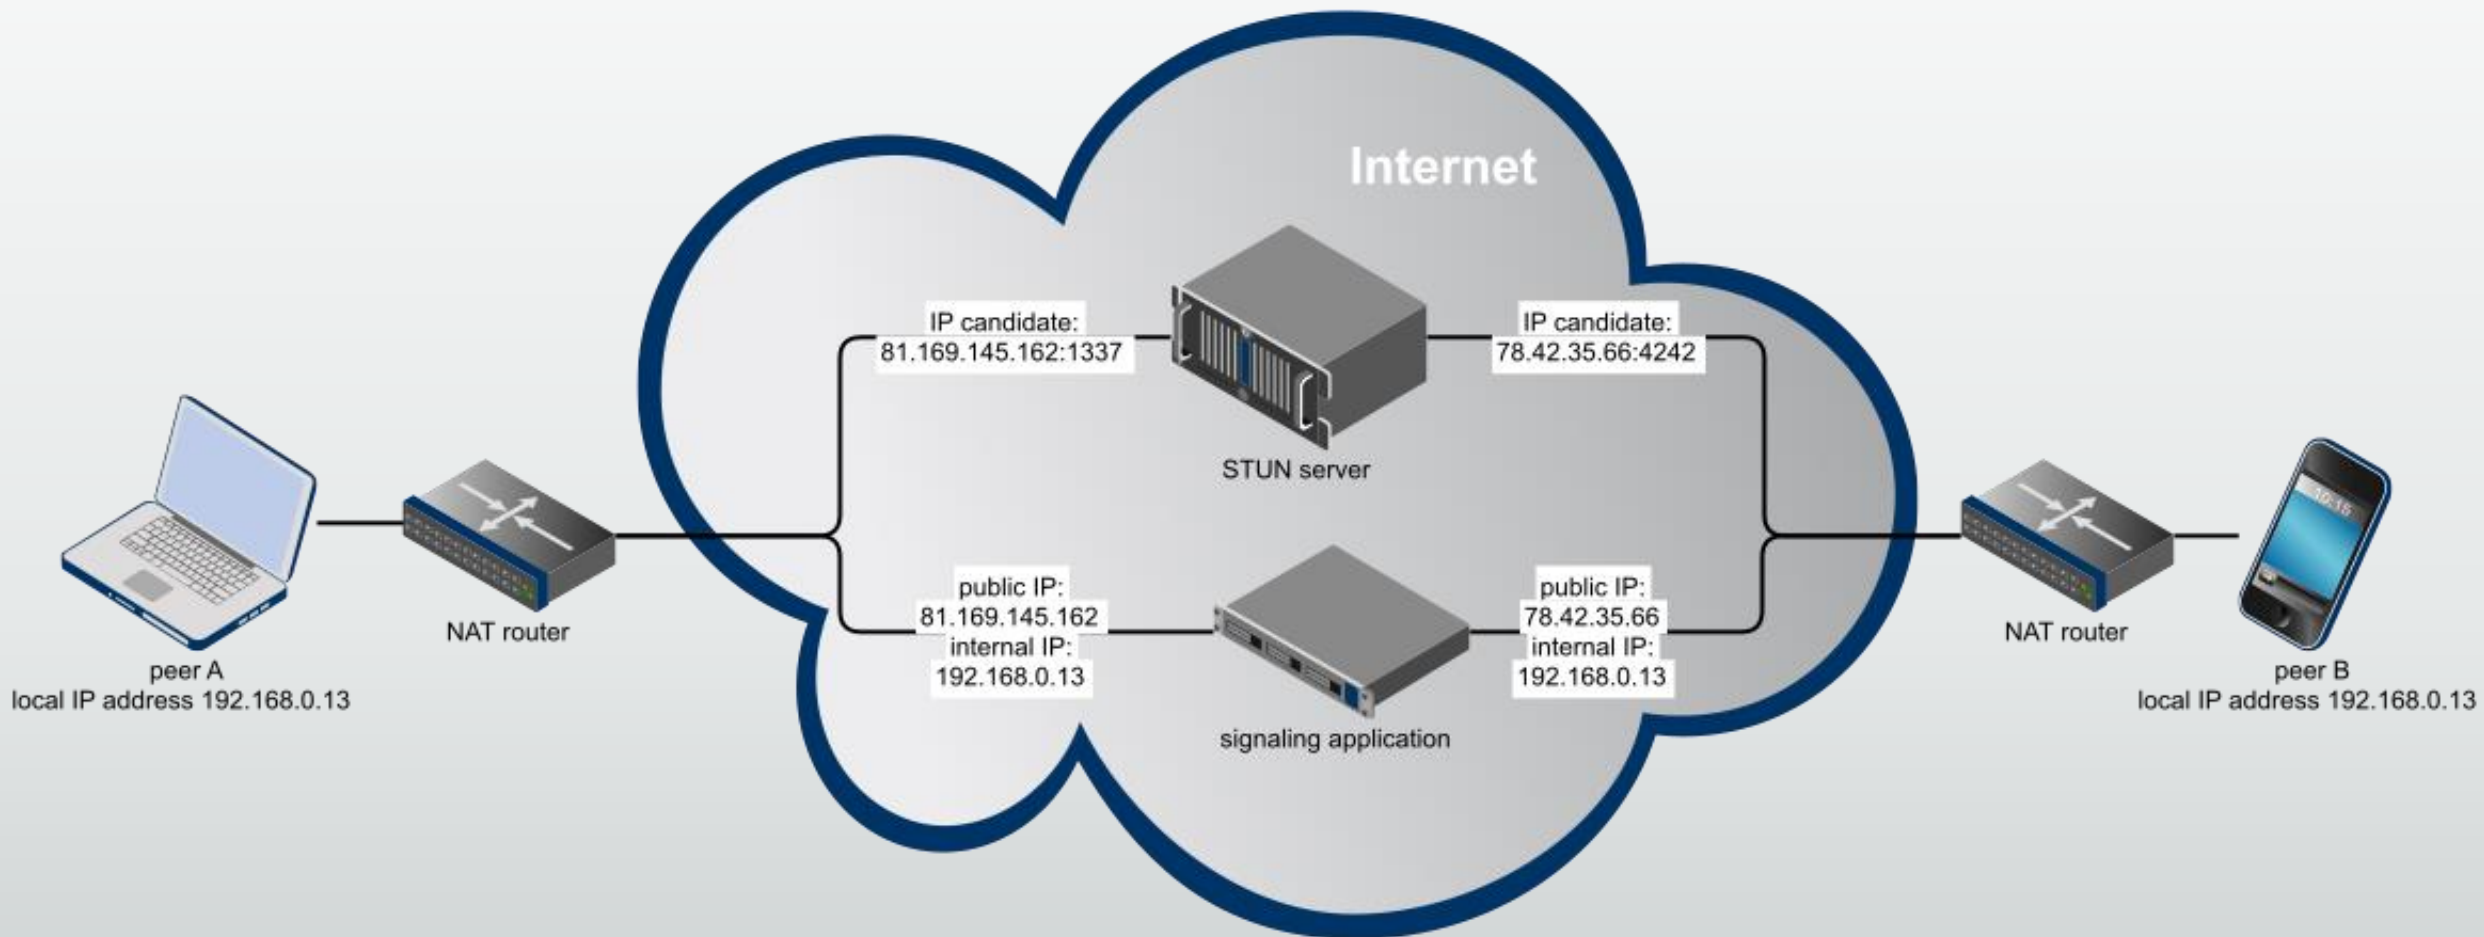 Internet
IP candidate:
81.169.145.162:1337
IP candidate:
78.42.35.66:4242
STUN server
10:15
NAT router
peer A
local IP address 192.168.0.13
public IP:
81.169.145.162
internal IP:
192.168.0.13
public IP:
78.42.35.66
internal IP:
192.168.0.13
signaling application
NAT router
peer B
local IP address 192.168.0.13